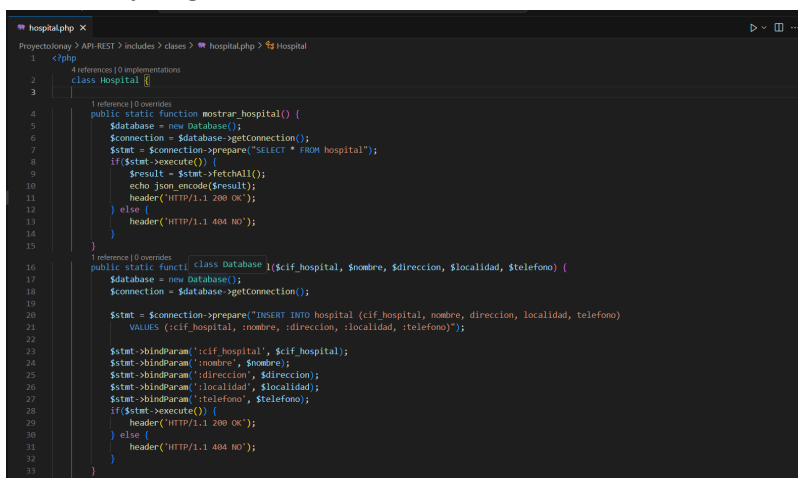 hospital.php ×
ProyectoJonay > API-REST > includes > clases > hospital.php > Hospital
1 <?php
4 references | 0 implementations
2 class Hospital {
3
1 reference | 0 overrides
4 public static function mostrar_hospital() {
5 $database = new Database();
6 $connection = $database->getConnection();
7 $stmt = $connection->prepare("SELECT * FROM hospital");
8 if($stmt->execute()) {
9 $result = $stmt->fetchAll();
10 echo json_encode($result);
11 header('HTTP/1.1 200 OK');
12 } else {
13 header('HTTP/1.1 404 NO');
14 }
15 }
1 reference | 0 overrides
16 public static functi class Database l($cif_hospital, $nombre, $direccion, $localidad, $telefono) {
17 $database = new Database();
18 $connection = $database->getConnection();
19
20 $stmt = $connection->prepare("INSERT INTO hospital (cif_hospital, nombre, direccion, localidad, telefono)
21 VALUES (:cif_hospital, :nombre, :direccion, :localidad, :telefono)");
22
23 $stmt->bindParam(':cif_hospital', $cif_hospital);
24 $stmt->bindParam(':nombre', $nombre);
25 $stmt->bindParam(':direccion', $direccion);
26 $stmt->bindParam(':localidad', $localidad);
27 $stmt->bindParam(':telefono', $telefono);
28 if($stmt->execute()) {
29 header('HTTP/1.1 200 OK');
30 } else {
31 header('HTTP/1.1 404 NO');
32 }
33 }